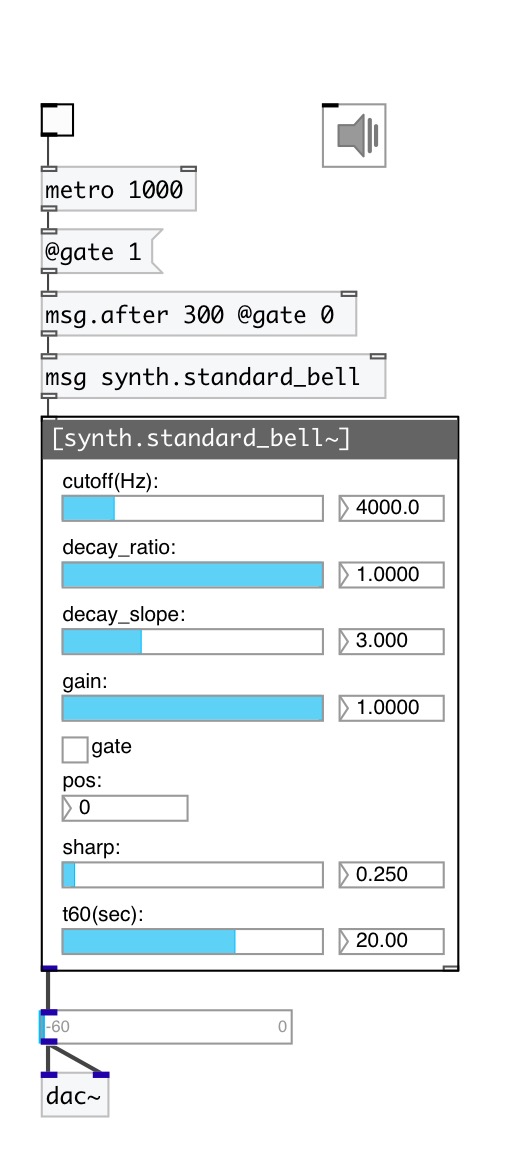 metro 1000
@gate 1
msg.after 300 @gate 0
msg synth.standard_bell
[synth.standard_bell~]
cutoff(Hz):
4000.0
decay_ratio:
1.0000
decay_slope:
3.000
gain:
1.0000
gate
pos:
0
sharp:
0.250
t60(sec):
20.00
-60 0
dac~